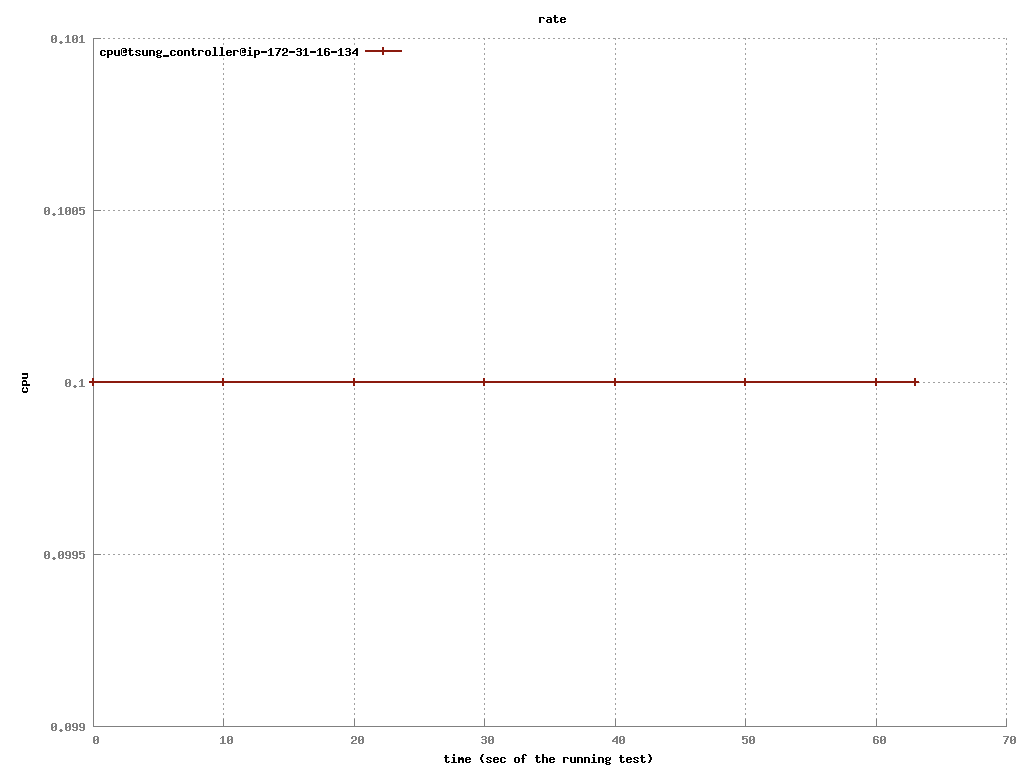 rate
0.101
cpu@tsung_controller@ip-172-31-16-134
0.1005
cpu
0.1
0.0995
0.099
0 10 20 30 40 50 60 70
time (sec of the running test)